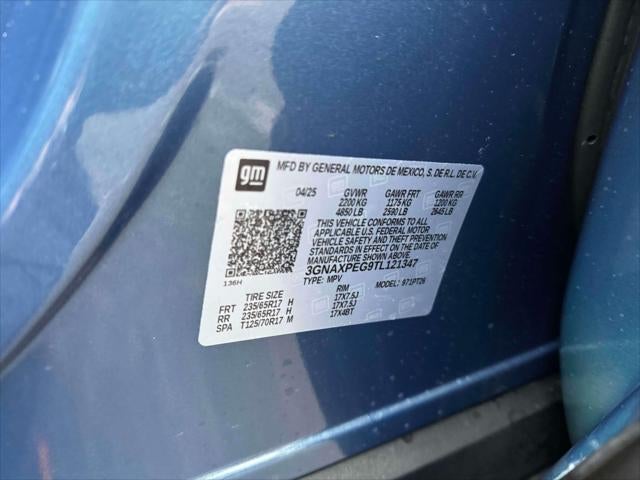 gm MFD BY GENERAL MOTORS DE MEXICO, S. DE R.L. DE C.V.
04/25 GVWR GAWR FRT GAWR RR
2200 KG 1175 KG 1200 KG
4850 LB 2590 LB 2645 LB
THIS VEHICLE CONFORMS TO ALL
APPLICABLE U.S. FEDERAL MOTOR
VEHICLE SAFETY AND THEFT PREVENTION
STANDARDS IN EFFECT ON THE DATE OF
MANUFACTURE SHOWN ABOVE.
3GNAXPEG9TL121347
136H TYPE: MPV MODEL: 971PT26
TIRE SIZE RIM
FRT 235/65R17 H 17X7.5J
RR 235/65R17 H 17X7.5J
SPA T125/70R17 M 17X4BT